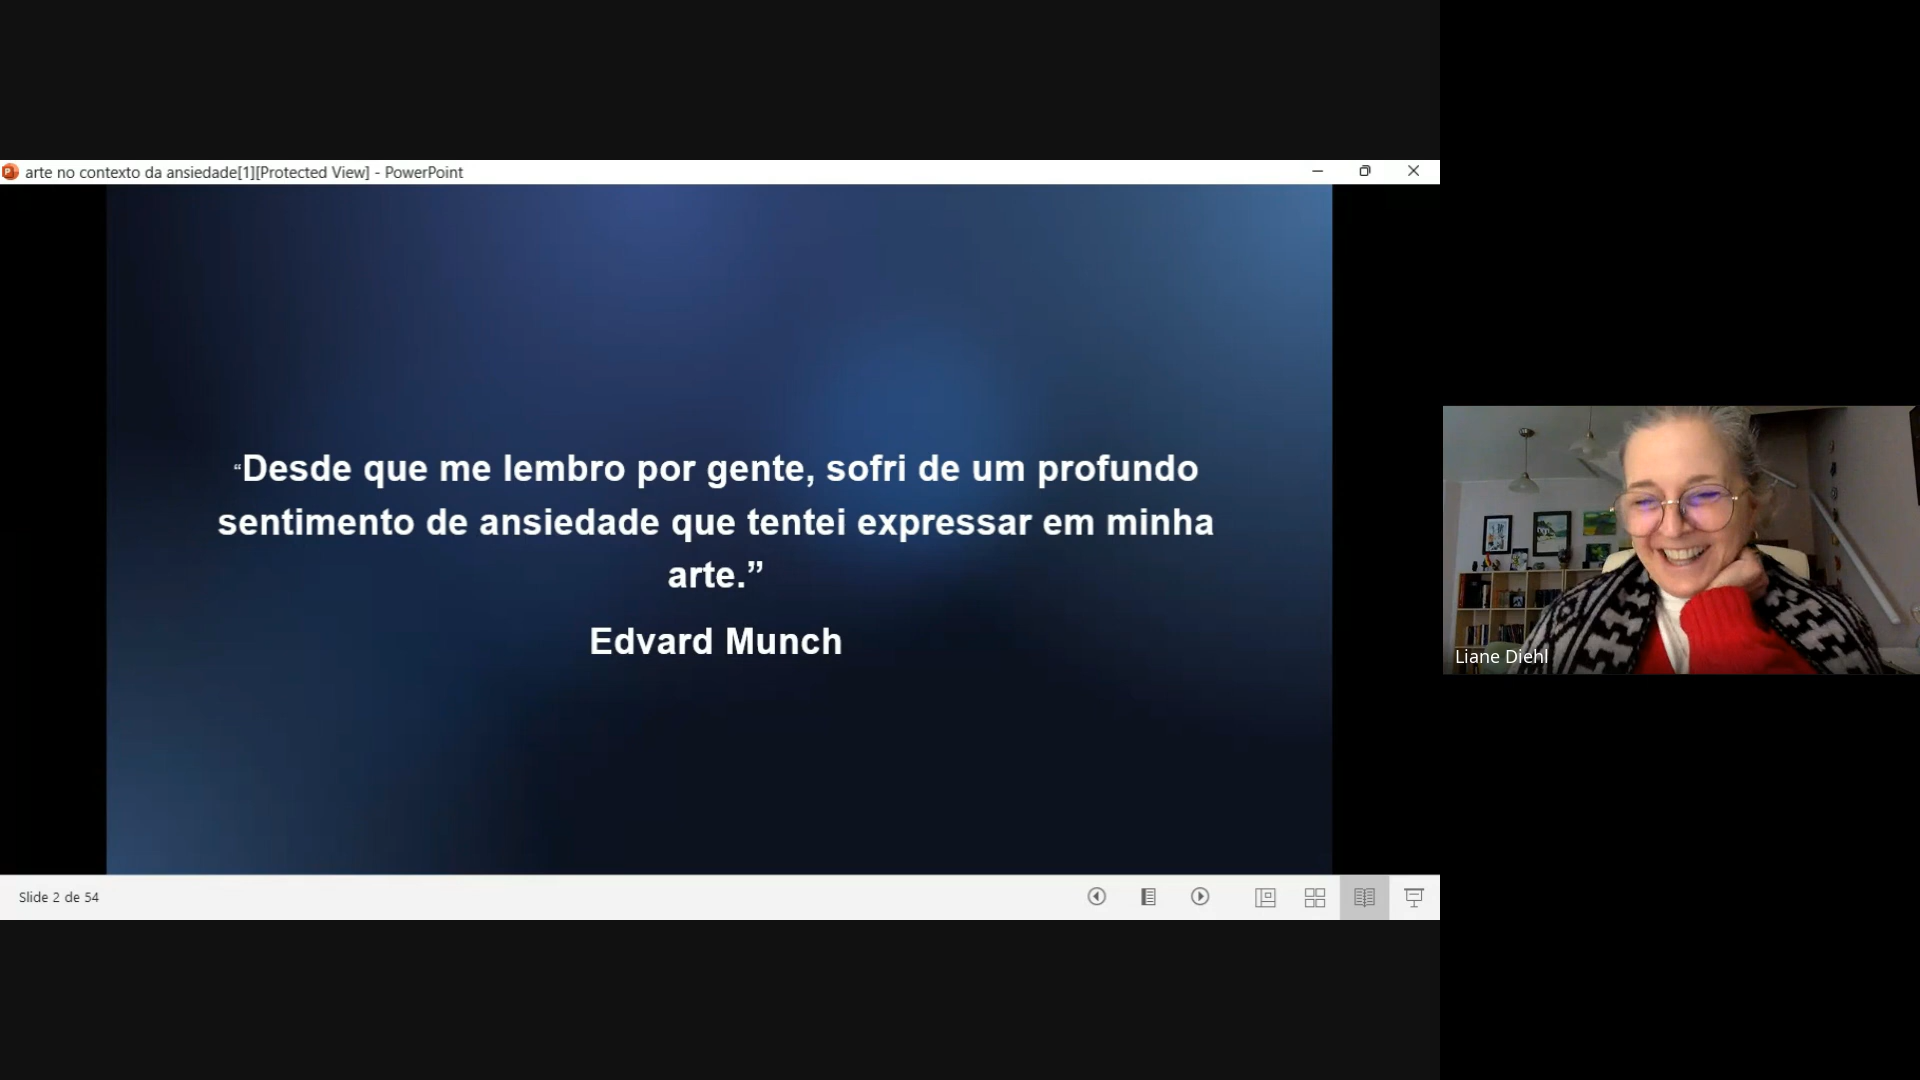 arte no contexto da ansiedade[1][Protected View] - PowerPoint
“Desde que me lembro por gente, sofri de um profundo
sentimento de ansiedade que tentei expressar em minha
arte.”
Edvard Munch
Liane Diehl
Slide 2 de 54